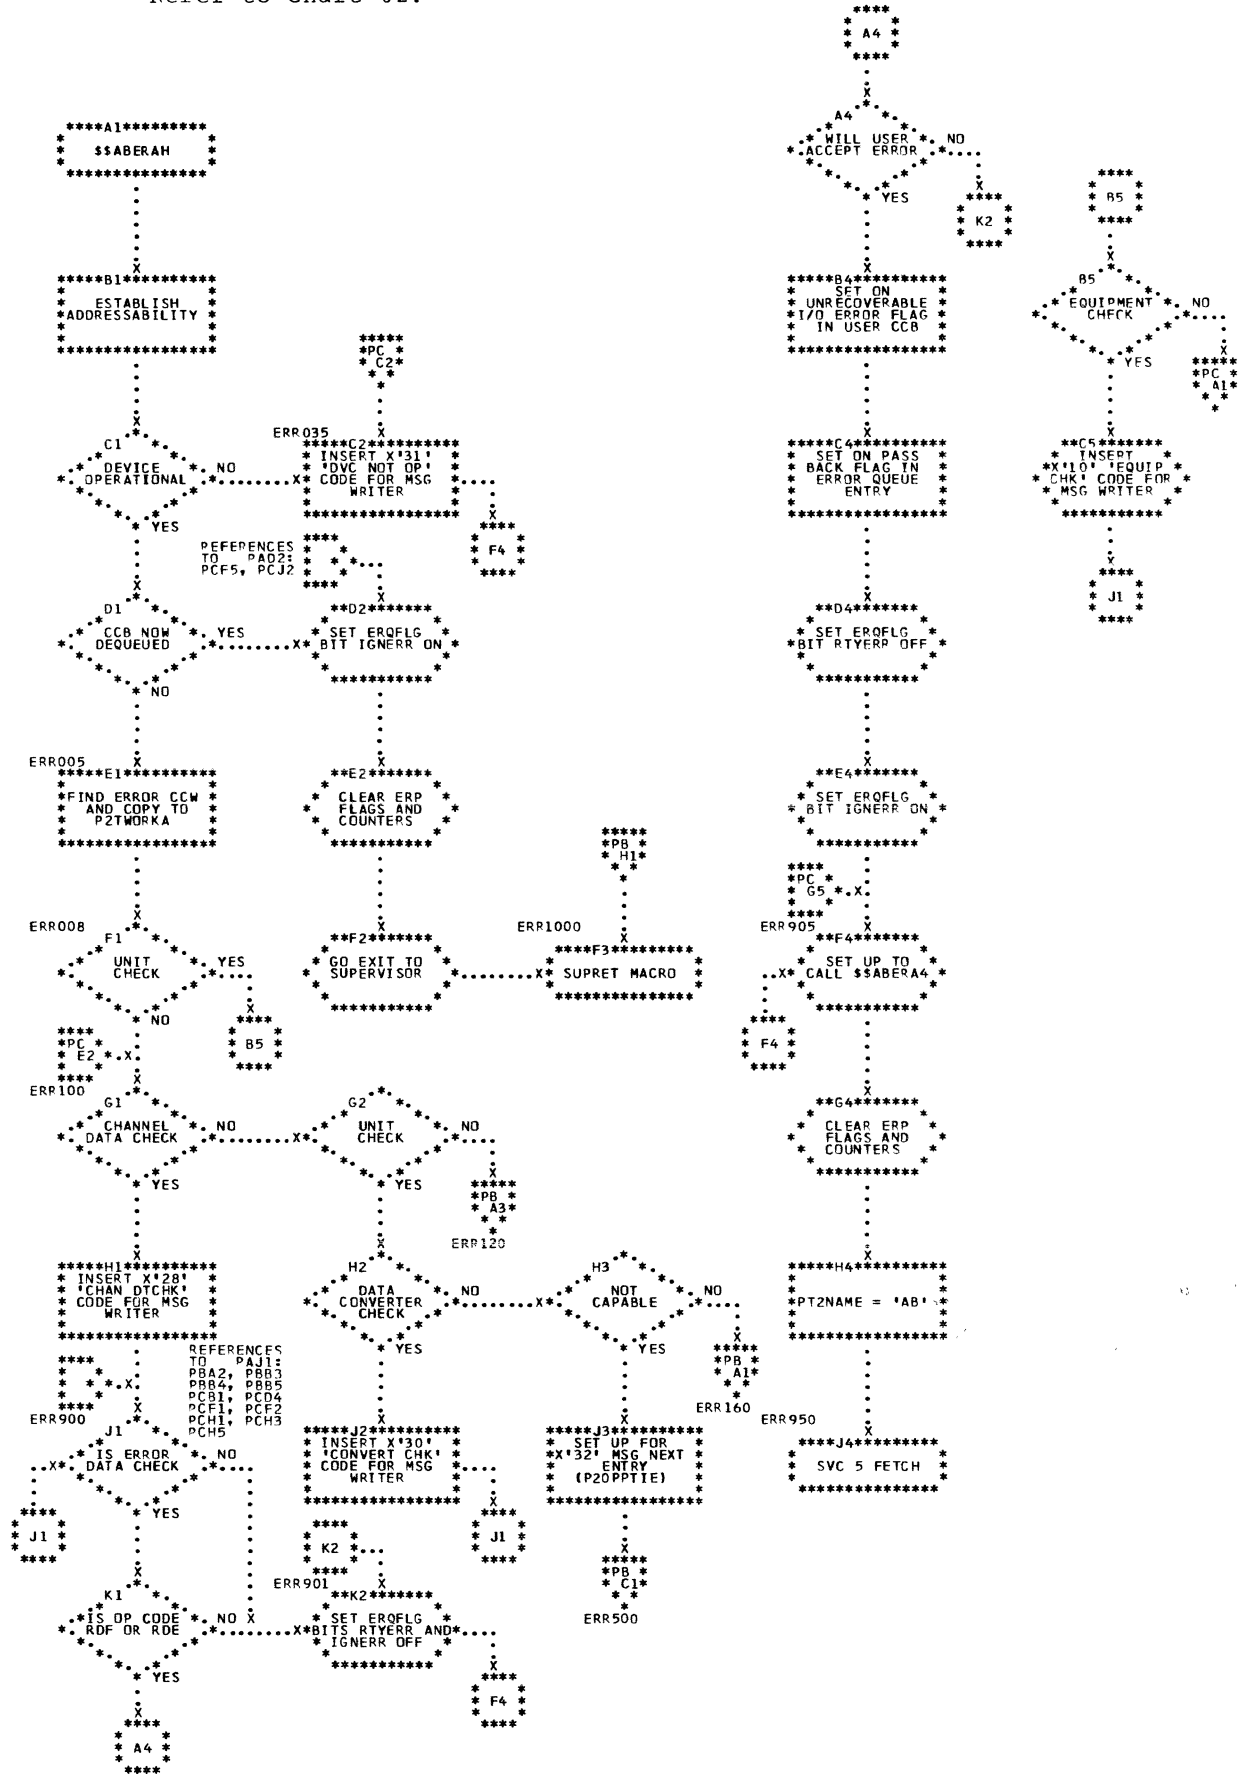 Refer to Chart 02.
A4
A1
$$ABERAH
A4
WILL USER
ACCEPT ERROR
NO
YES
K2
B5
B1
ESTABLISH
ADDRESSABILITY
B4
SET ON
UNRECOVERABLE
I/O ERROR FLAG
IN USER CCB
B5
EQUIPMENT
CHECK
NO
YES
PC
A1
PC
C2
C1
DEVICE
OPERATIONAL
NO
YES
ERR035
C2
INSERT X'31'
'DVC NOT OP'
CODE FOR MSG
WRITER
F4
C4
SET ON PASS
BACK FLAG IN
ERROR QUEUE
ENTRY
C5
INSERT
X'10' 'EQUIP
CHK' CODE FOR
MSG WRITER
J1
REFERENCES
TO PAD2:
PCF5, PCJ2
D1
CCB NOW
DEQUEUED
YES
NO
D2
SET ERQFLG
BIT IGNERR ON
D4
SET ERQFLG
BIT RTYERP OFF
ERR005
E1
FIND ERROR CCW
AND COPY TO
P2TWORKA
E2
CLEAR ERP
FLAGS AND
COUNTERS
E4
SET ERQFLG
BIT IGNERR ON
PB
H1
PC
G5
ERR008
F1
UNIT
CHECK
YES
NO
B5
F2
GO EXIT TO
SUPERVISOR
ERR1000
F3
SUPRET MACRO
ERR905
F4
SET UP TO
CALL $$ABERA4
F4
PC
E2
ERR100
G1
CHANNEL
DATA CHECK
NO
YES
G2
UNIT
CHECK
NO
YES
PB
A3
ERR120
G4
CLEAR ERP
FLAGS AND
COUNTERS
H1
INSERT X'28'
'CHAN DTCHK'
CODE FOR MSG
WRITER
H2
DATA
CONVERTER
CHECK
NO
YES
H3
NOT
CAPABLE
NO
YES
PB
A1
ERR160
H4
PT2NAME = 'AB'
REFERENCES
TO PAJ1:
PBA2, PBB3
PBB4, PBB5
PCB1, PCD4
PCF1, PCF2
PCH1, PCH3
PCH5
ERR900
J1
IS ERROR
DATA CHECK
NO
YES
J1
J2
INSERT X'30'
'CONVERT CHK'
CODE FOR MSG
WRITER
J1
J3
SET UP FOR
X'32' MSG NEXT
ENTRY
(P2OPPTIE)
PB
C1
ERR500
ERR950
J4
SVC 5 FETCH
K2
K1
IS OP CODE
RDF OR RDE
NO
YES
A4
ERR901
K2
SET ERQFLG
BITS RTYERR AND
IGNERR OFF
F4